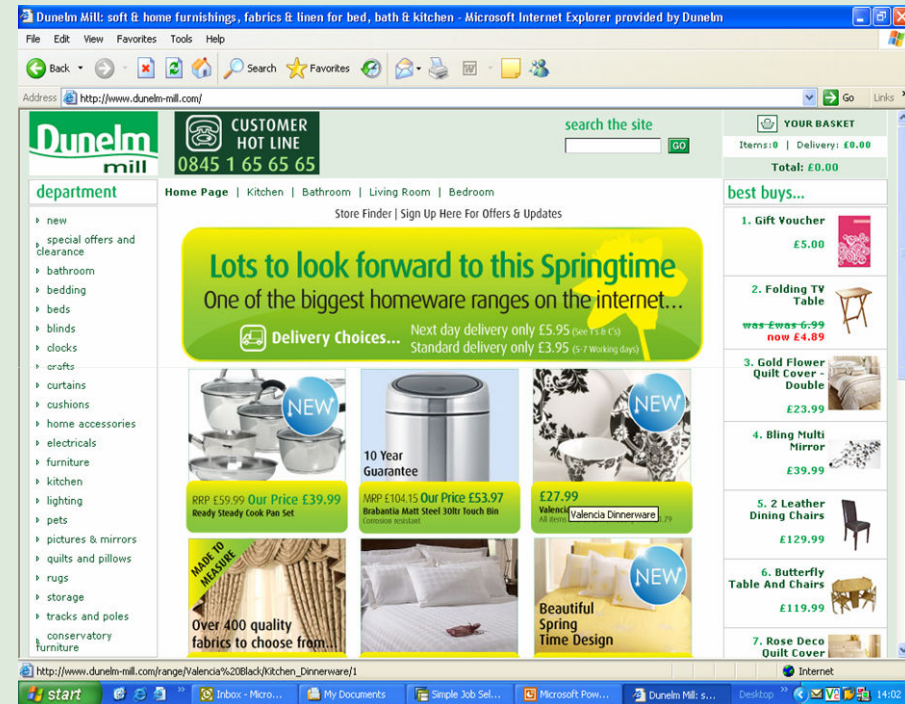 Dunelm Mill: soft & home furnishings, fabrics & linen for bed, bath & kitchen - Microsoft Internet Explorer provided by Dunelm
File Edit View Favorites Tools Help
Back Search Favorites
Address http://www.dunelm-mill.com/ Go Links
Dunelm
mill
CUSTOMER
HOT LINE
0845 1 65 65 65
search the site
GO
YOUR BASKET
Items:0 | Delivery: £0.00
Total: £0.00
department
new
special offers and
clearance
bathroom
bedding
beds
blinds
clocks
crafts
curtains
cushions
home accessories
electricals
furniture
kitchen
lighting
pets
pictures & mirrors
quilts and pillows
rugs
storage
tracks and poles
conservatory
furniture
Home Page | Kitchen | Bathroom | Living Room | Bedroom
Store Finder | Sign Up Here For Offers & Updates
Lots to look forward to this Springtime
One of the biggest homeware ranges on the internet...
Delivery Choices...
Next day delivery only £5.95 (See T's & C's)
Standard delivery only £3.95 (5-7 Working days)
NEW
RRP £59.99 Our Price £39.99
Ready Steady Cook Pan Set
10 Year
Guarantee
MRP £104.15 Our Price £53.97
Brabantia Matt Steel 30ltr Touch Bin
Corrosion resistant
NEW
£27.99
Valencia Dinnerware
All items
MADE TO
MEASURE
Over 400 quality
fabrics to choose from...
NEW
Beautiful
Spring
Time Design
best buys...
1. Gift Voucher
£5.00
2. Folding TV
Table
was £was 6.99
now £4.89
3. Gold Flower
Quilt Cover -
Double
£23.99
4. Bling Multi
Mirror
£39.99
5. 2 Leather
Dining Chairs
£129.99
6. Butterfly
Table And Chairs
£119.99
7. Rose Deco
Quilt Cover
http://www.dunelm-mill.com/range/Valencia%20Black/Kitchen_Dinnerware/1
Internet
start Inbox - Micro... My Documents Simple Job Sel... Microsoft Pow... Dunelm Mill: s... Desktop 14:02